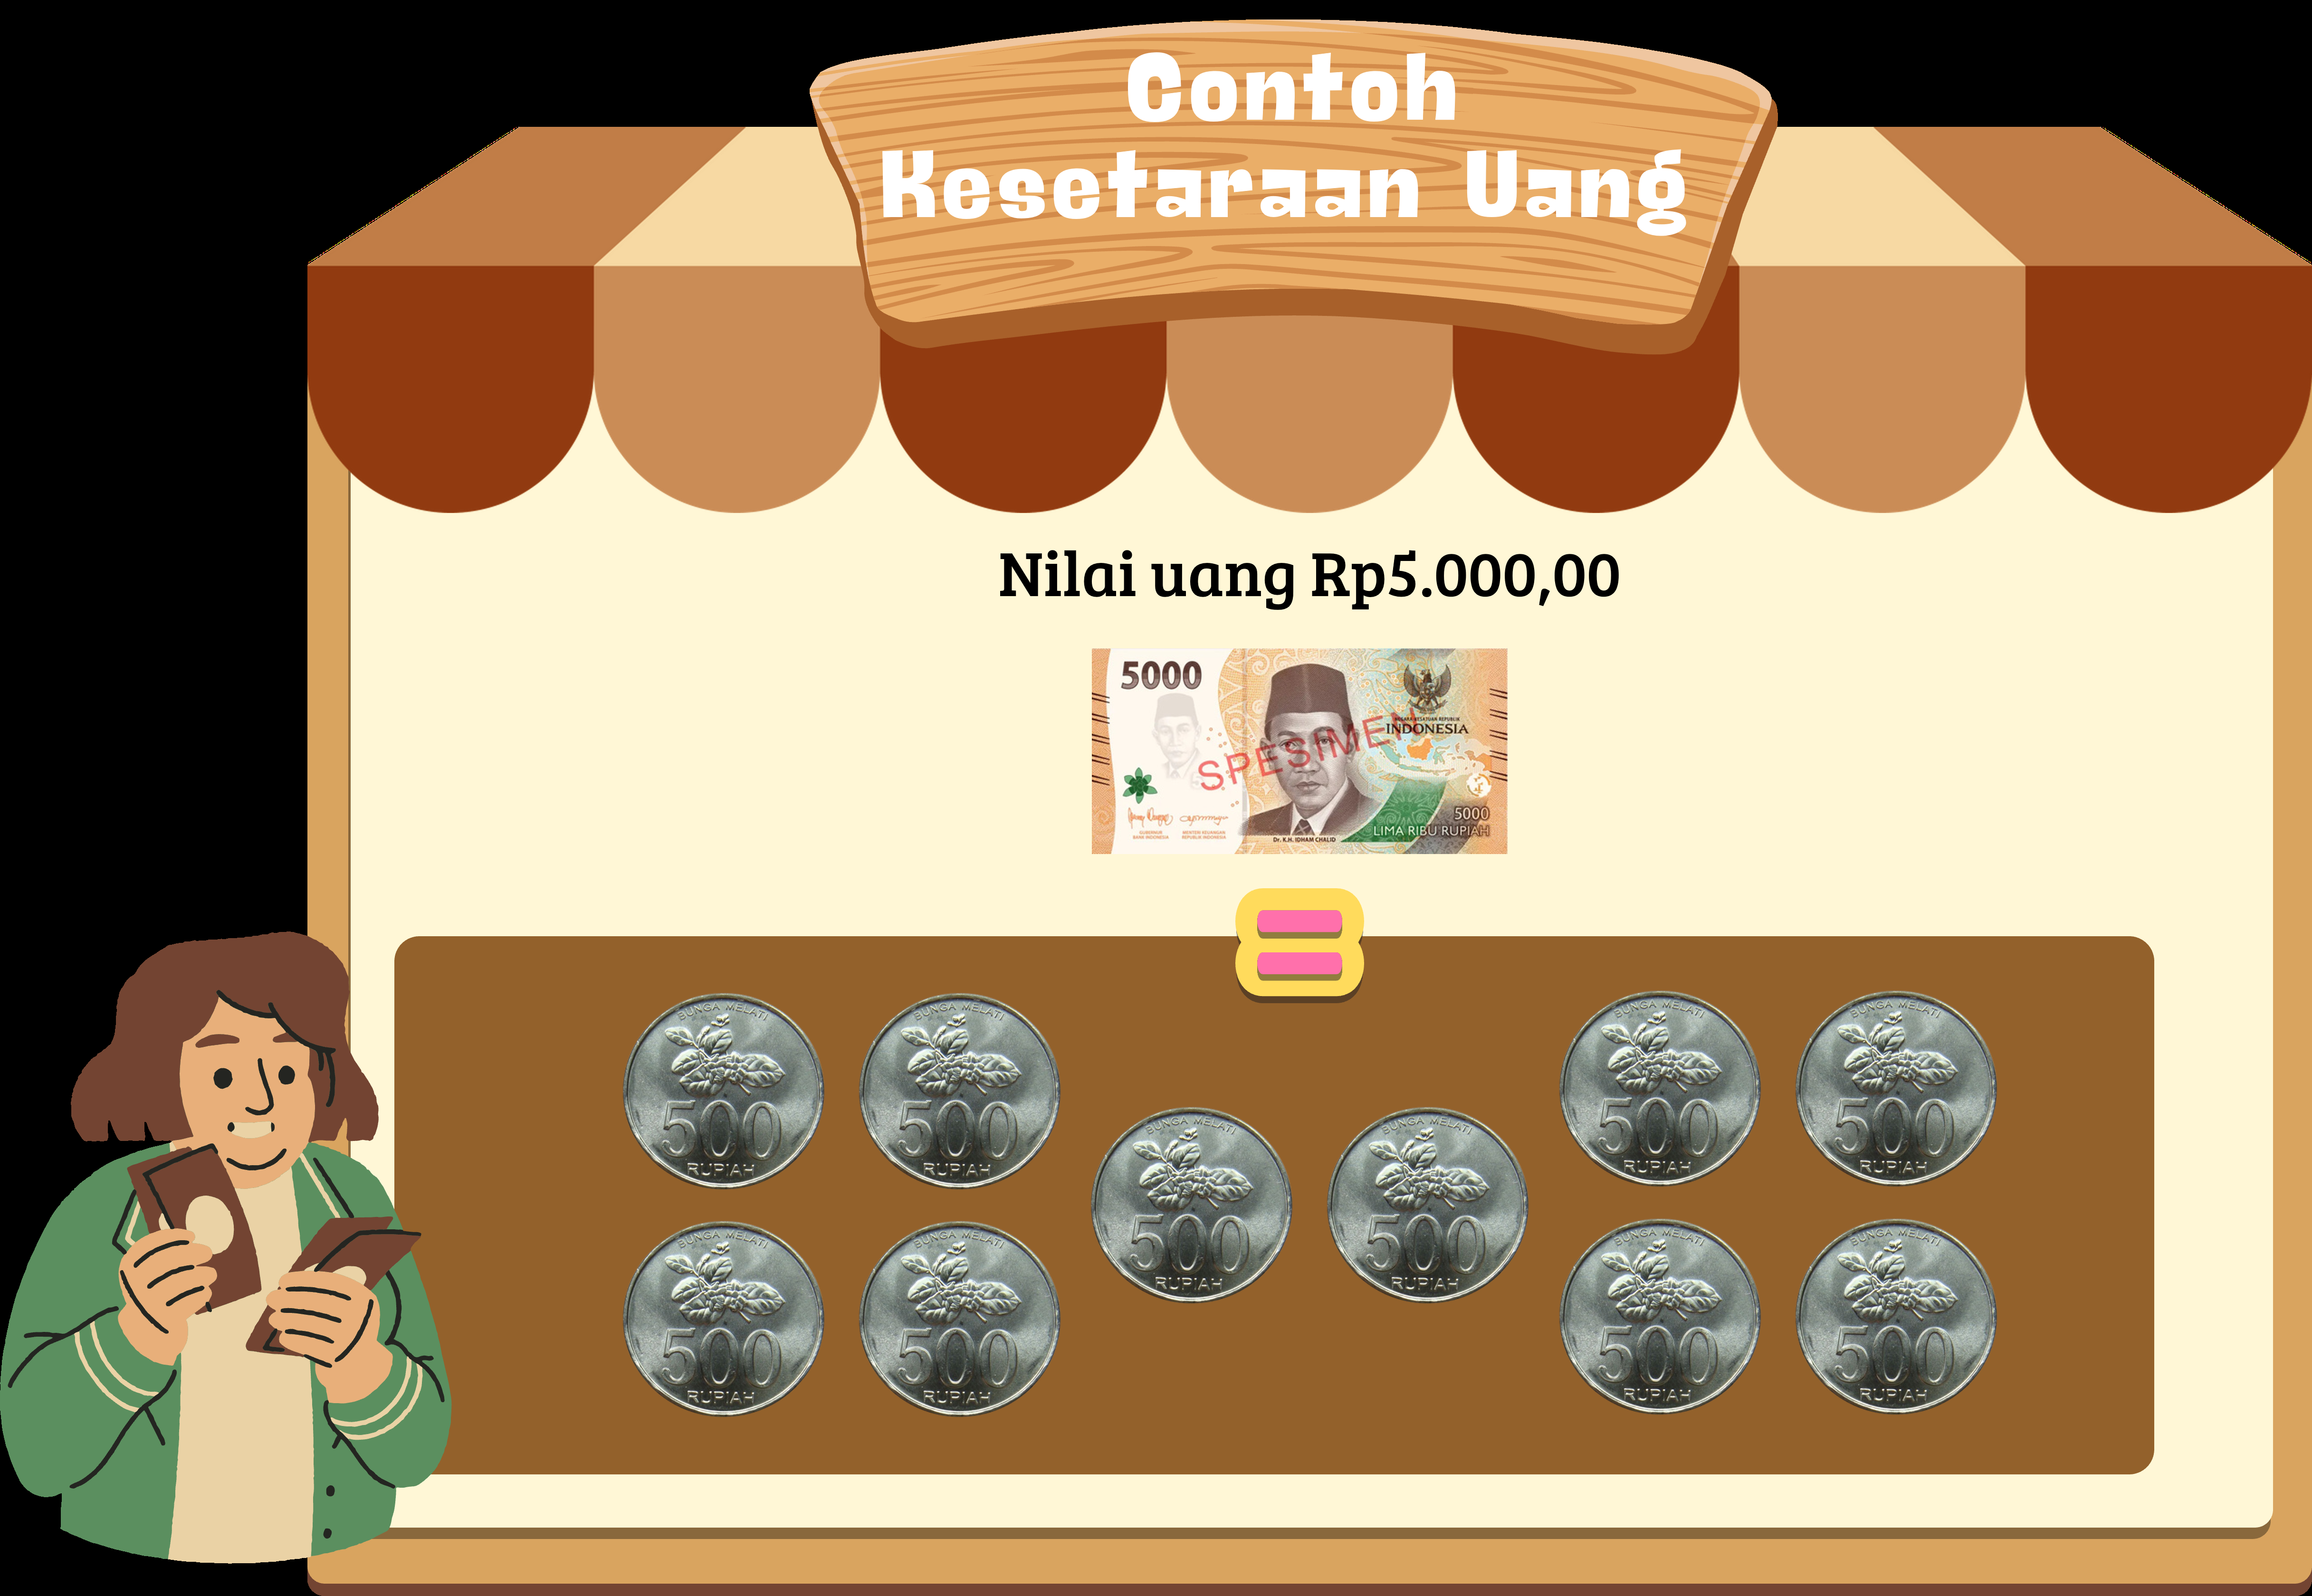 Contoh
Kesetaraan Uang
Nilai uang Rp5.000,00
5000
NEGARA KESATUAN REPUBLIK
INDONESIA
SPESIMEN
5000
LIMA RIBU RUPIAH
GUBERNUR
BANK INDONESIA
MENTERI KEUANGAN
REPUBLIK INDONESIA
Dr. K.H. IDHAM CHALID
BUNGA MELATI
500
RUPIAH
BUNGA MELATI
500
RUPIAH
BUNGA MELATI
500
RUPIAH
BUNGA MELATI
500
RUPIAH
BUNGA MELATI
500
RUPIAH
BUNGA MELATI
500
RUPIAH
BUNGA MELATI
500
RUPIAH
BUNGA MELATI
500
RUPIAH
BUNGA MELATI
500
RUPIAH
BUNGA MELATI
500
RUPIAH